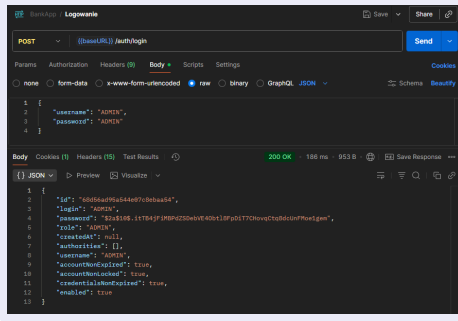 BankApp / Logowanie
Save
Share
POST
{{baseURL}} /auth/login
Send
Params Authorization Headers (9) Body Scripts Settings Cookies
none form-data x-www-form-urlencoded raw binary GraphQL JSON Schema Beautify
1 {
2 "username": "ADMIN",
3 "password": "ADMIN"
4 }
Body Cookies (1) Headers (15) Test Results 200 OK 186 ms 953 B Save Response
{} JSON Preview Visualize
1 {
2 "id": "68d56ad95a544e07c8ebaa54",
3 "login": "ADMIN",
4 "password":
5 "role": "ADMIN",
6 "createdAt": null,
7 "authorities": [],
8 "username": "ADMIN",
9 "accountNonExpired": true,
10 "accountNonLocked": true,
11 "credentialsNonExpired": true,
12 "enabled": true
13 }